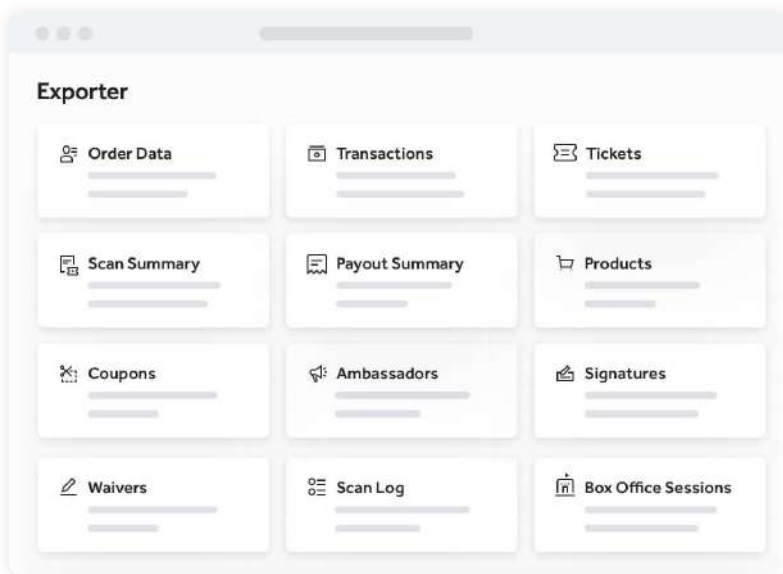 Exporter
Order Data
Transactions
Tickets
Scan Summary
Payout Summary
Products
Coupons
Ambassadors
Signatures
Waivers
Scan Log
Box Office Sessions